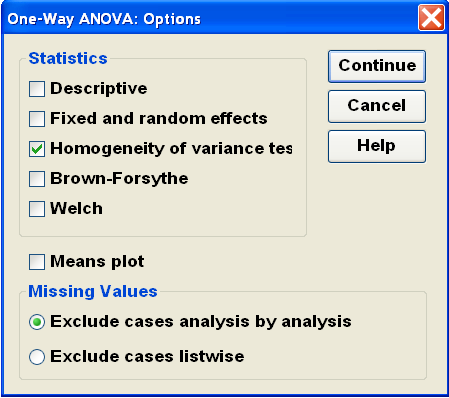 One-Way ANOVA: Options
Statistics
Descriptive
Fixed and random effects
Homogeneity of variance tes
Brown-Forsythe
Welch
Means plot
Missing Values
Exclude cases analysis by analysis
Exclude cases listwise
Continue
Cancel
Help